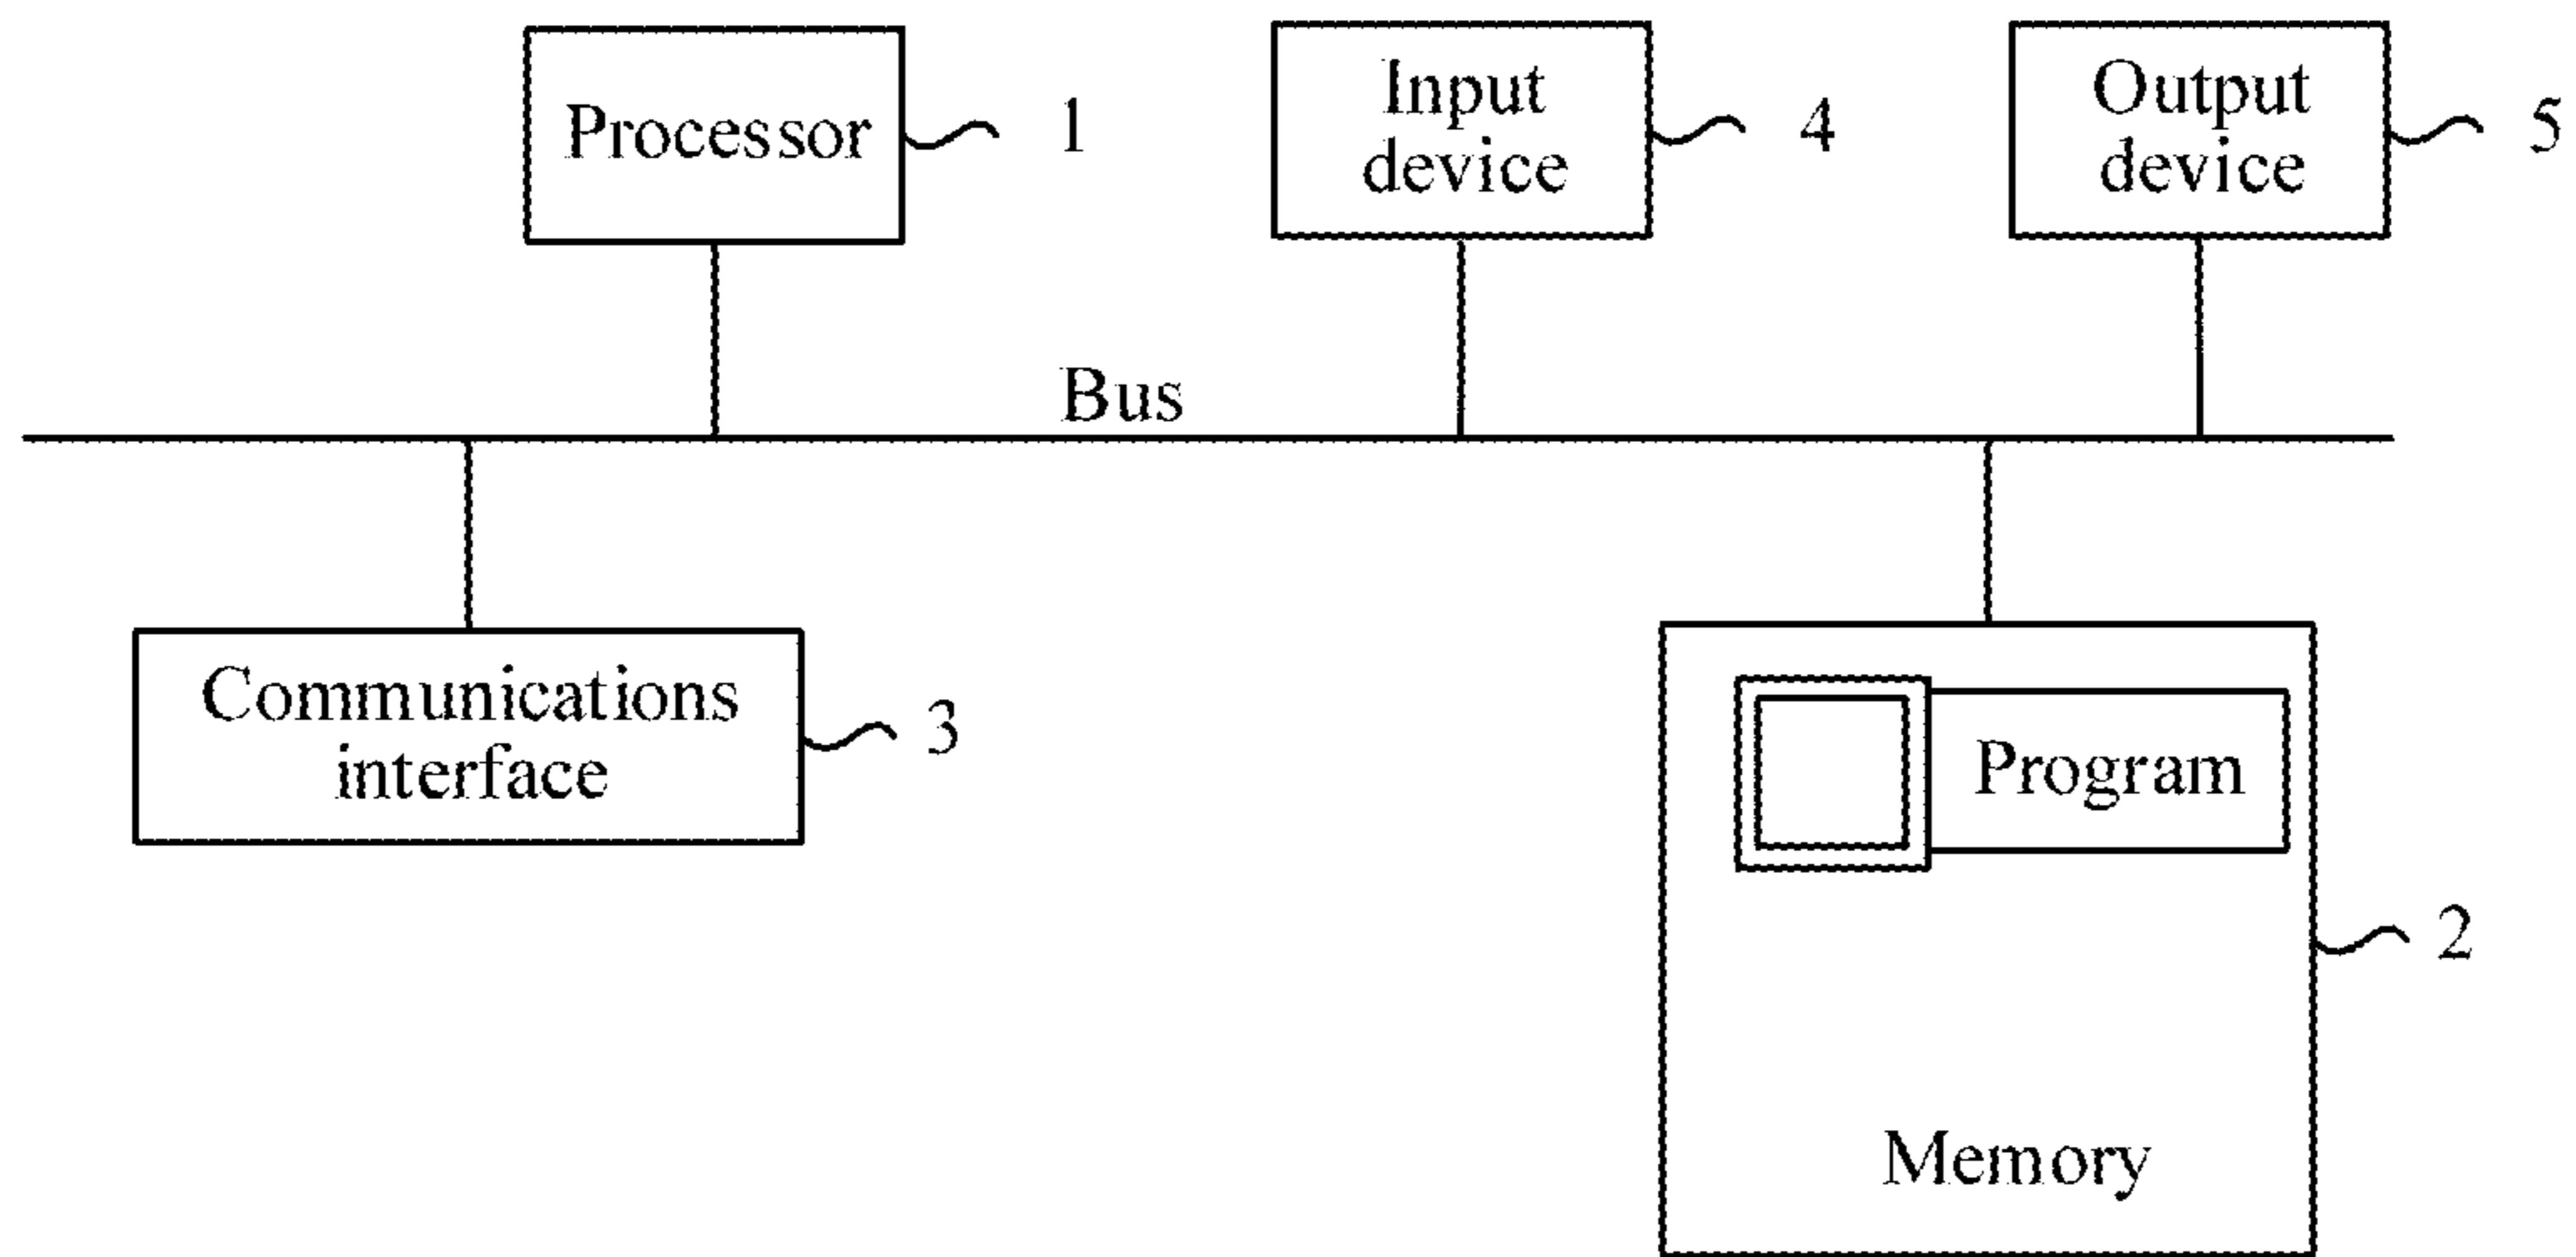 Processor
1
Input
device
4
Output
device
5
Bus
Communications
interface
3
Program
2
Memory